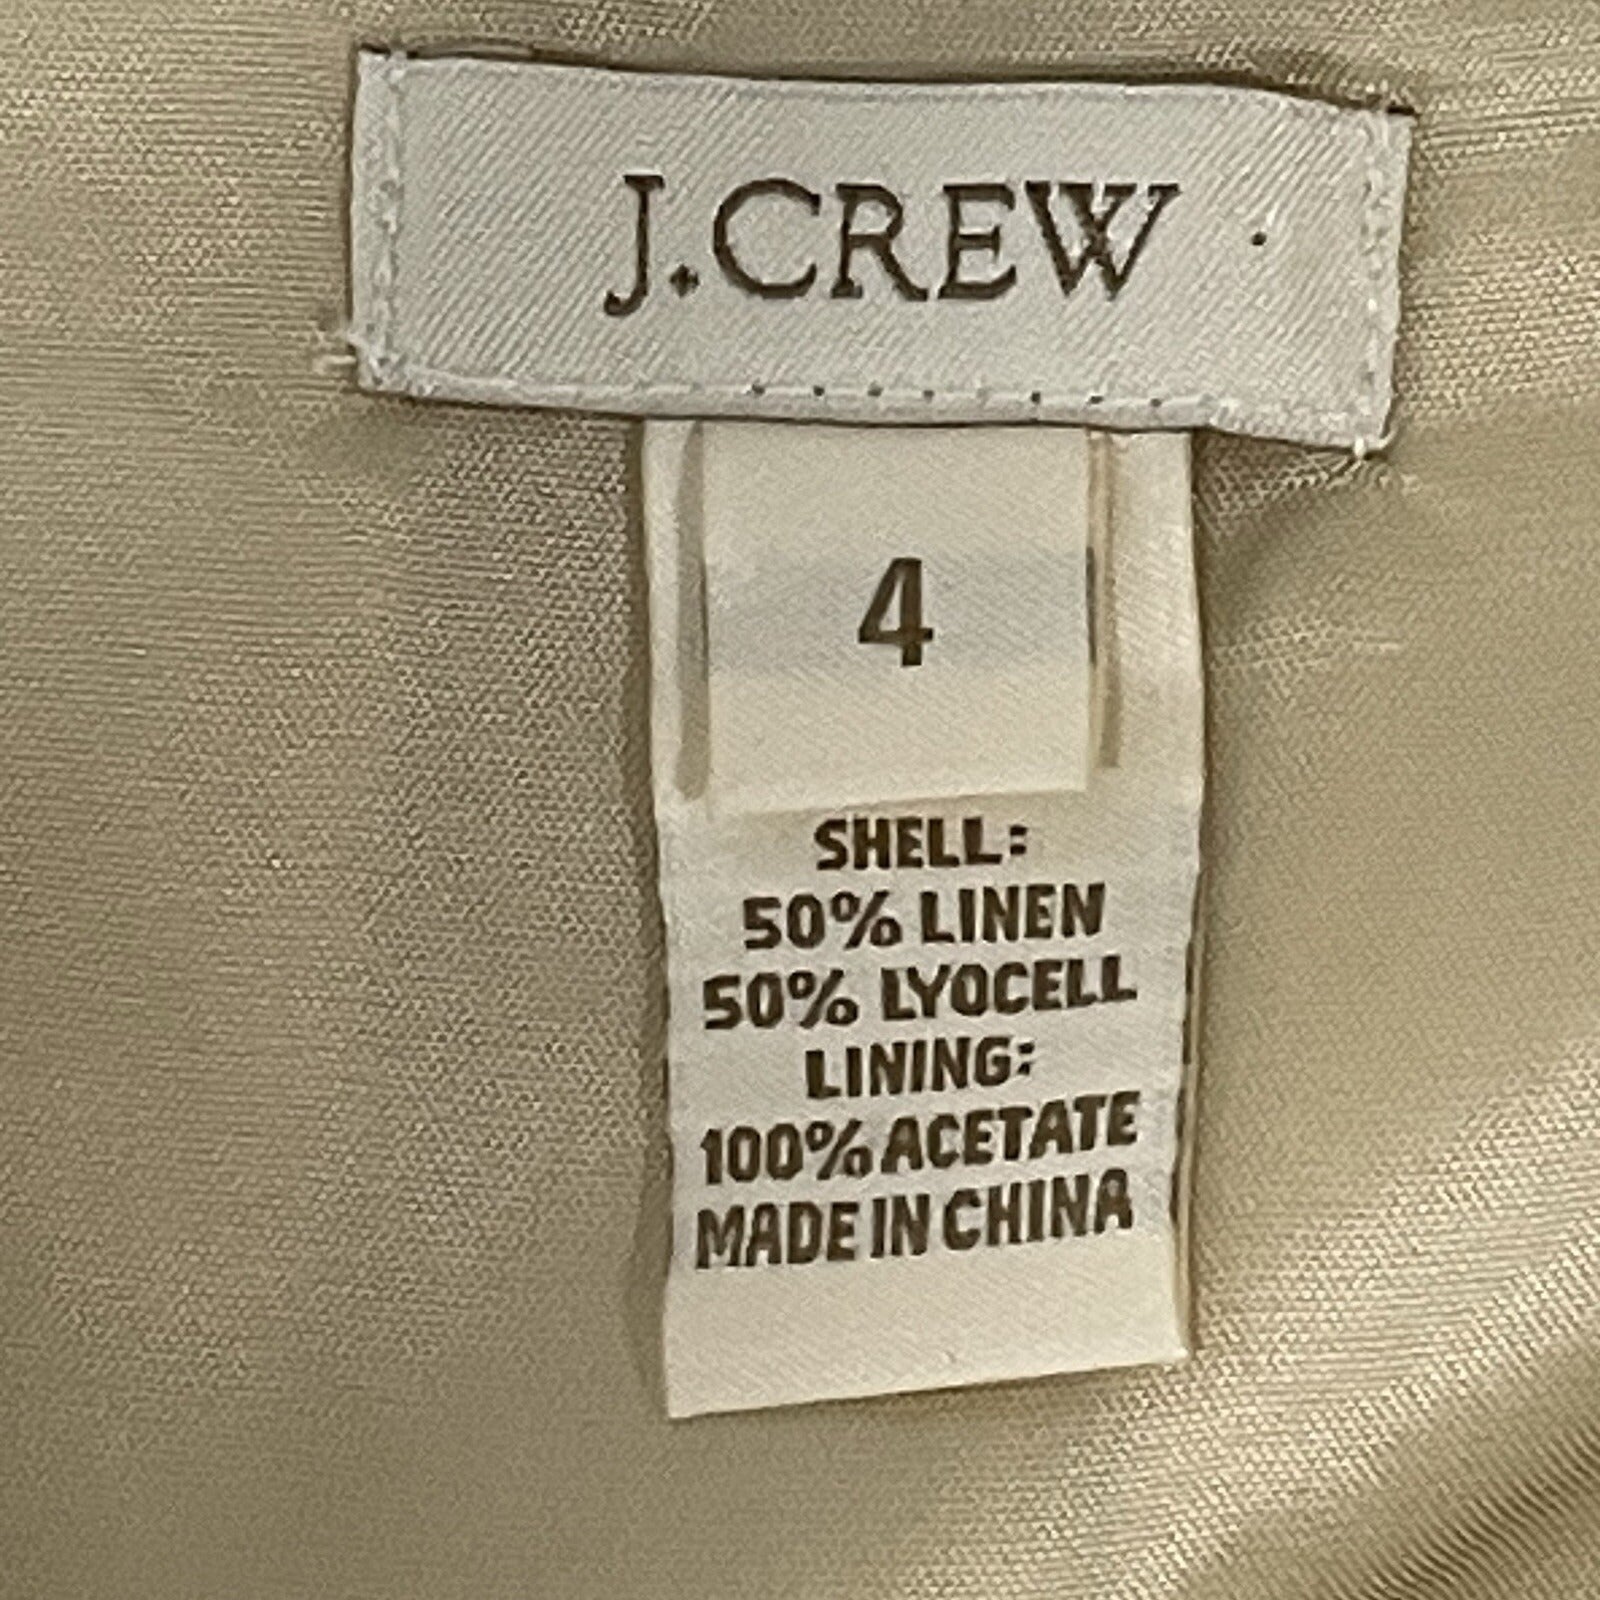 J.CREW
4
SHELL:
50% LINEN
50% LYOCELL
LINING:
100% ACETATE
MADE IN CHINA